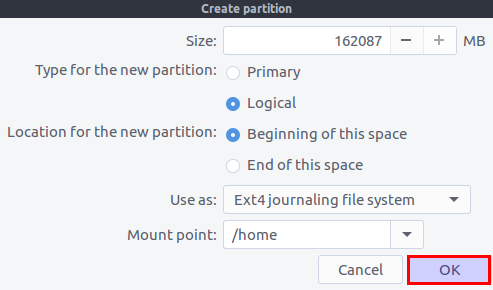 Create partition
Size: 162087 − + MB
Type for the new partition: Primary
Logical
Location for the new partition: Beginning of this space
End of this space
Use as: Ext4 journaling file system
Mount point: /home
Cancel OK